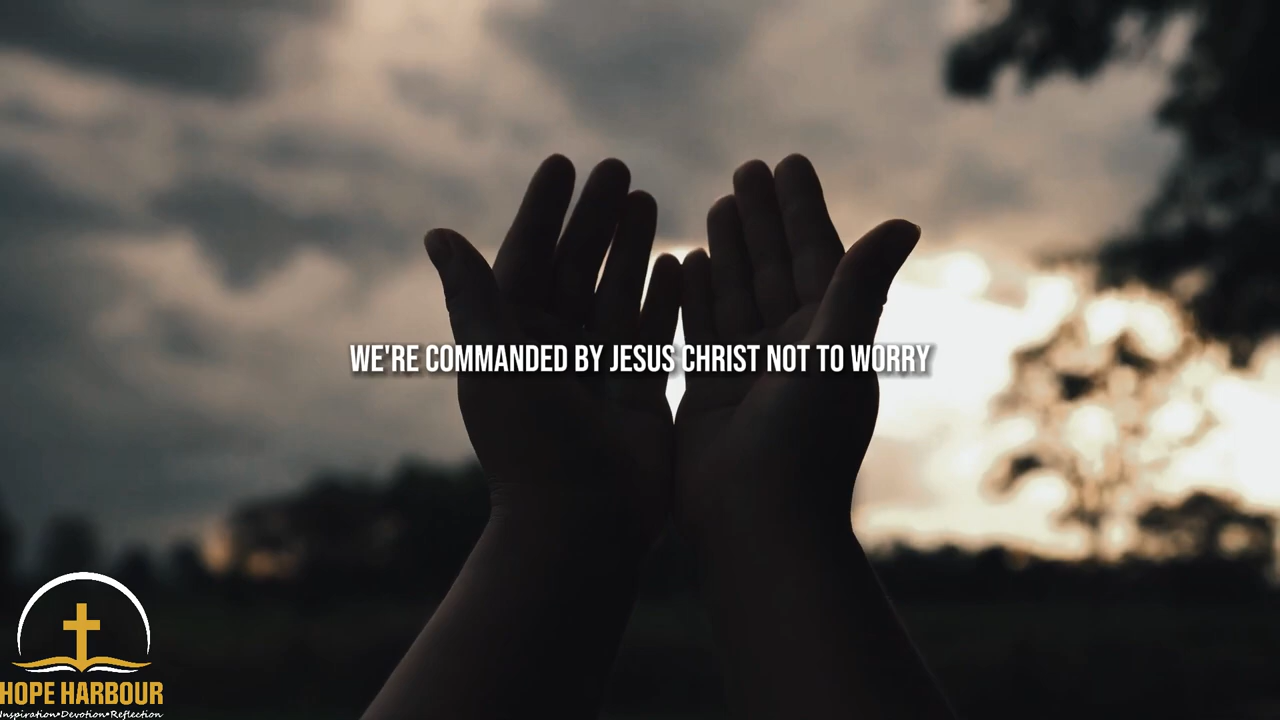 WE'RE COMMANDED BY JESUS CHRIST NOT TO WORRY
HOPE HARBOUR
Inspiration•Devotion•Reflection